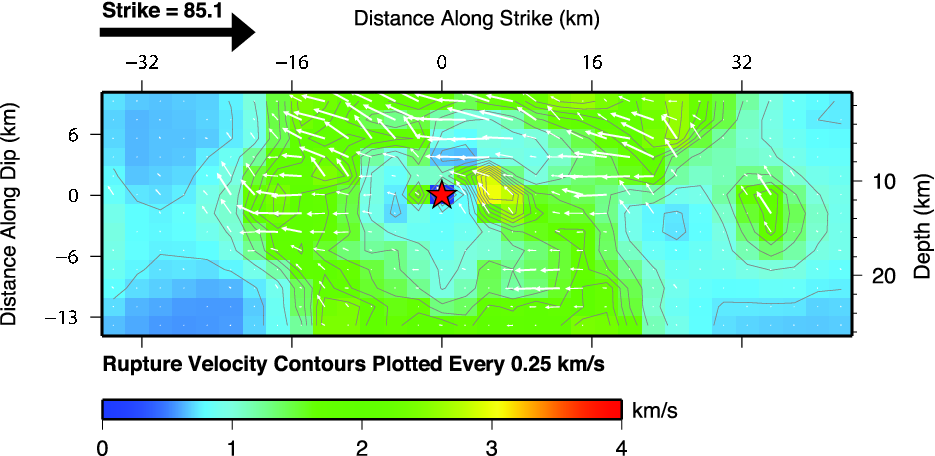 Strike = 85.1
Distance Along Strike (km)
−32 −16 0 16 32
Distance Along Dip (km)
6
0
−6
−13
10
20
Depth (km)
Rupture Velocity Contours Plotted Every 0.25 km/s
km/s
0 1 2 3 4